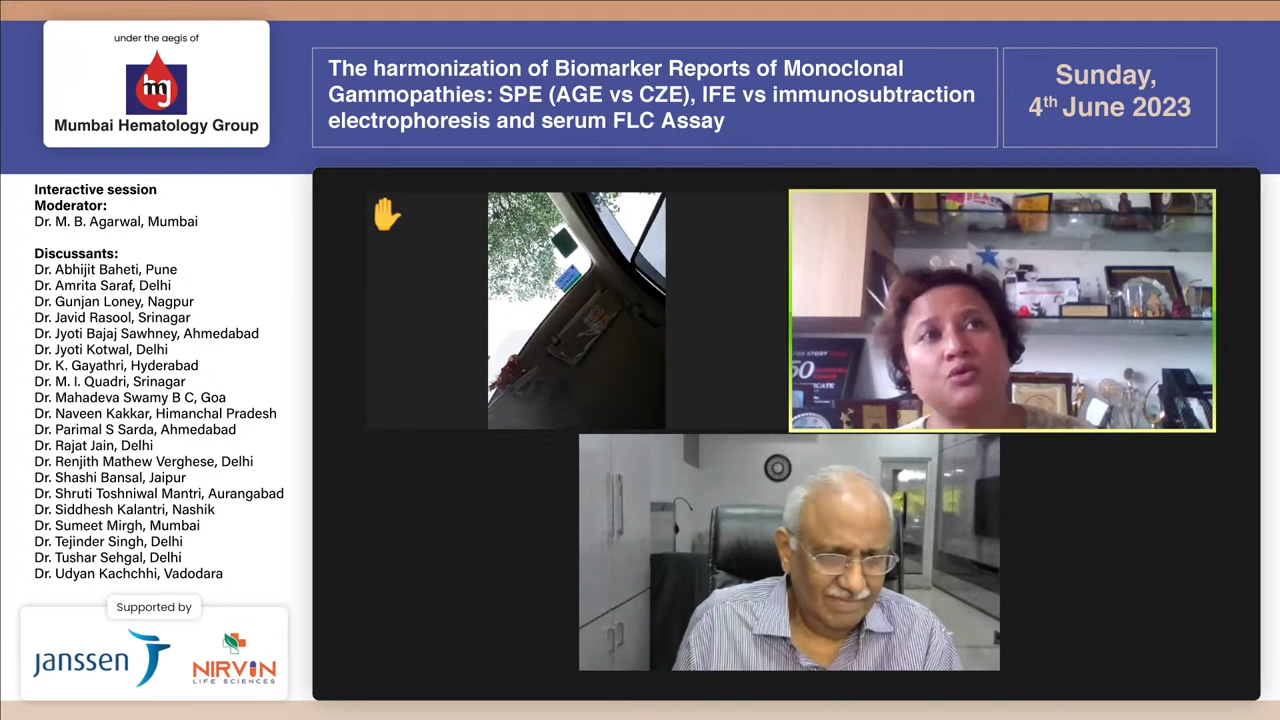 under the aegis of
hg
Mumbai Hematology Group
The harmonization of Biomarker Reports of Monoclonal
Gammopathies: SPE (AGE vs CZE), IFE vs immunosubtraction
electrophoresis and serum FLC Assay
Sunday,
4th June 2023
Interactive session
Moderator:
Dr. M. B. Agarwal, Mumbai
Discussants:
Dr. Abhijit Baheti, Pune
Dr. Amrita Saraf, Delhi
Dr. Gunjan Loney, Nagpur
Dr. Javid Rasool, Srinagar
Dr. Jyoti Bajaj Sawhney, Ahmedabad
Dr. Jyoti Kotwal, Delhi
Dr. K. Gayathri, Hyderabad
Dr. M. I. Quadri, Srinagar
Dr. Mahadeva Swamy B C, Goa
Dr. Naveen Kakkar, Himanchal Pradesh
Dr. Parimal S Sarda, Ahmedabad
Dr. Rajat Jain, Delhi
Dr. Renjith Mathew Verghese, Delhi
Dr. Shashi Bansal, Jaipur
Dr. Shruti Toshniwal Mantri, Aurangabad
Dr. Siddhesh Kalantri, Nashik
Dr. Sumeet Mirgh, Mumbai
Dr. Tejinder Singh, Delhi
Dr. Tushar Sehgal, Delhi
Dr. Udyan Kachchhi, Vadodara
Supported by
janssen
NIRVIN
LIFE SCIENCES